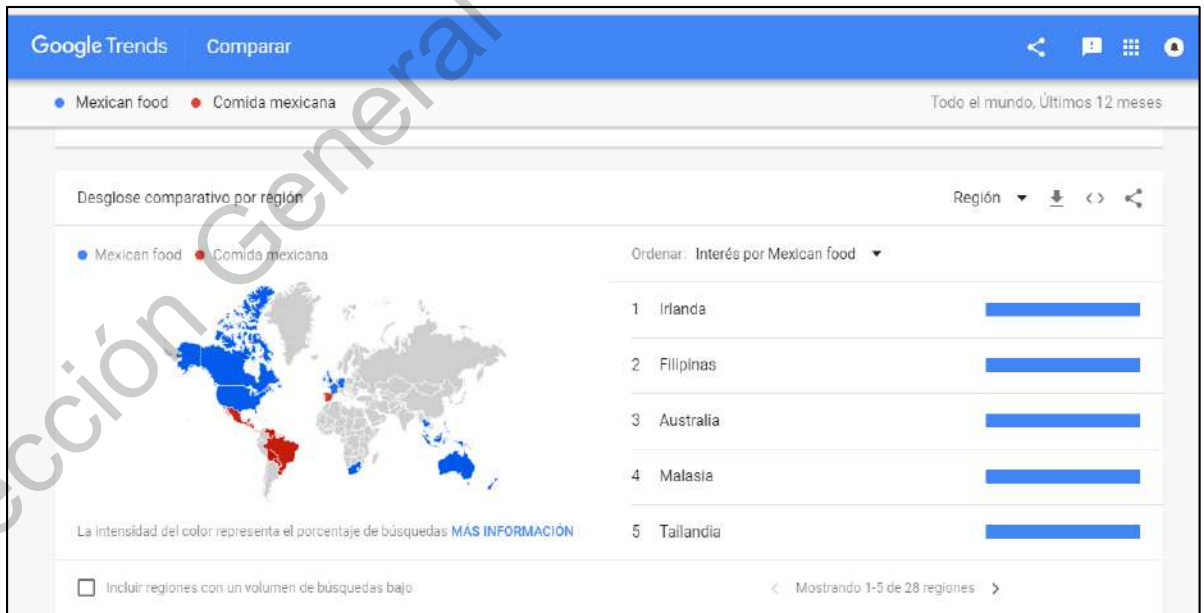 Google Trends Comparar
Mexican food Comida mexicana Todo el mundo, Últimos 12 meses
Desglose comparativo por región Región
Mexican food Comida mexicana
Ordenar: Interés por Mexican food
1 Irlanda
2 Filipinas
3 Australia
4 Malasia
5 Tailandia
La intensidad del color representa el porcentaje de búsquedas MÁS INFORMACIÓN
Incluir regiones con un volumen de búsquedas bajo
Mostrando 1-5 de 28 regiones
ección General